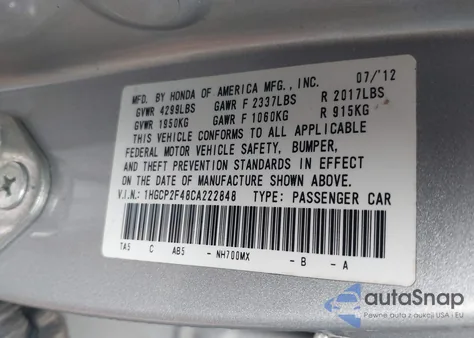 MFD. BY HONDA OF AMERICA MFG., INC. 07/'12
GVWR 4299LBS GAWR F 2337LBS R 2017LBS
GVWR 1950KG GAWR F 1060KG R 915KG
THIS VEHICLE CONFORMS TO ALL APPLICABLE
FEDERAL MOTOR VEHICLE SAFETY, BUMPER,
AND THEFT PREVENTION STANDARDS IN EFFECT
ON THE DATE OF MANUFACTURE SHOWN ABOVE.
V.I.N.: 1HGCP2F46CA222848 TYPE: PASSENGER CAR
TA5 C AB5 - NH700MX - B - A
autoSnap
Pewne auto z aukcji USA i EU